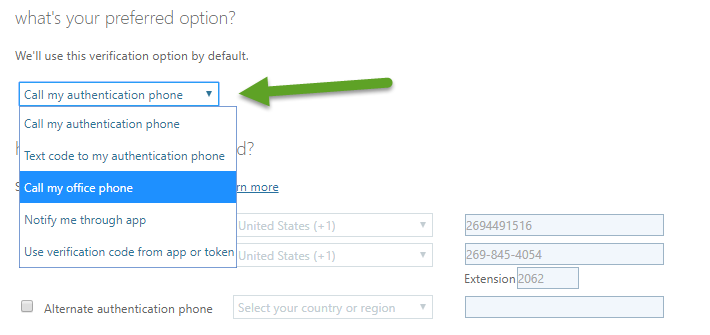 what's your preferred option?
We'll use this verification option by default.
Call my authentication phone
Call my authentication phone
Text code to my authentication phone
d?
Call my office phone
rn more
Notify me through app
United States (+1)
2694491516
Use verification code from app or token
United States (+1)
269-845-4054
Extension 2062
Alternate authentication phone
Select your country or region